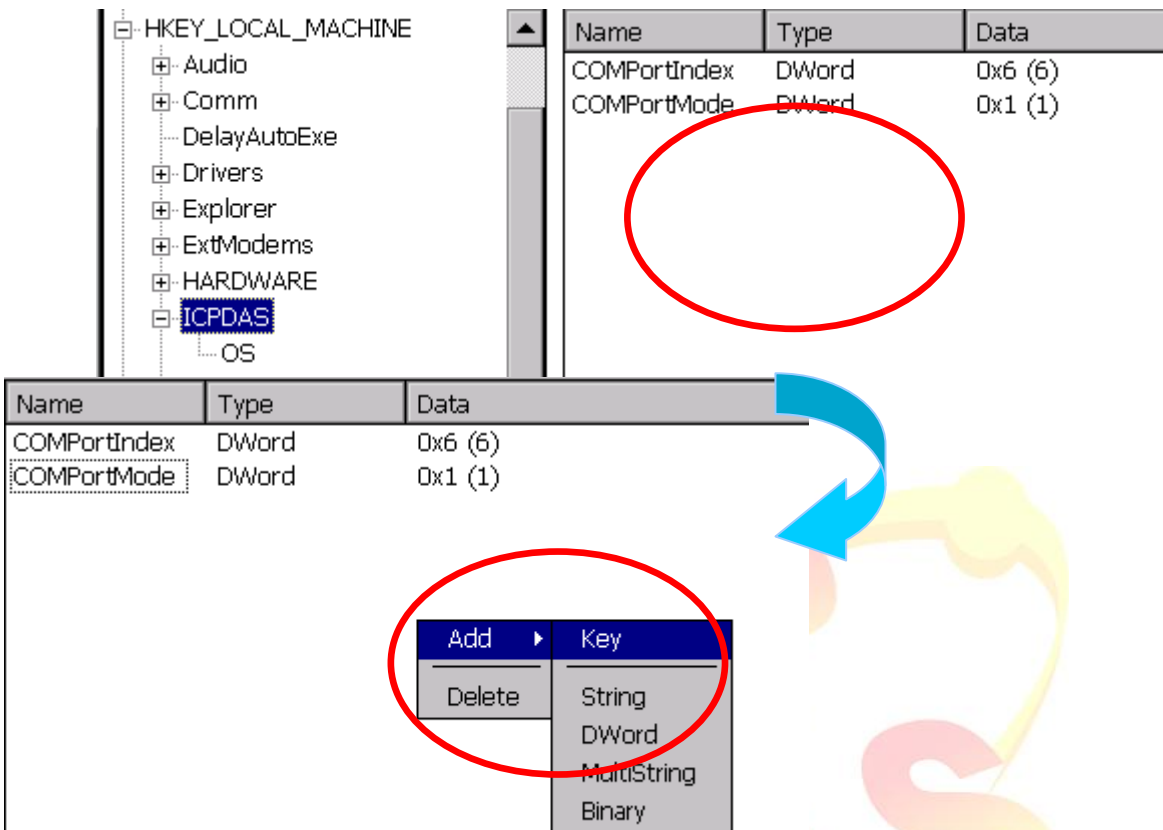 HKEY_LOCAL_MACHINE
Audio
Comm
DelayAutoExe
Drivers
Explorer
ExtModems
HARDWARE
ICPDAS
OS
Name Type Data
COMPortIndex DWord 0x6 (6)
COMPortMode DWord 0x1 (1)
Name Type Data
COMPortIndex DWord 0x6 (6)
COMPortMode DWord 0x1 (1)
Add Key
Delete String
DWord
MultiString
Binary